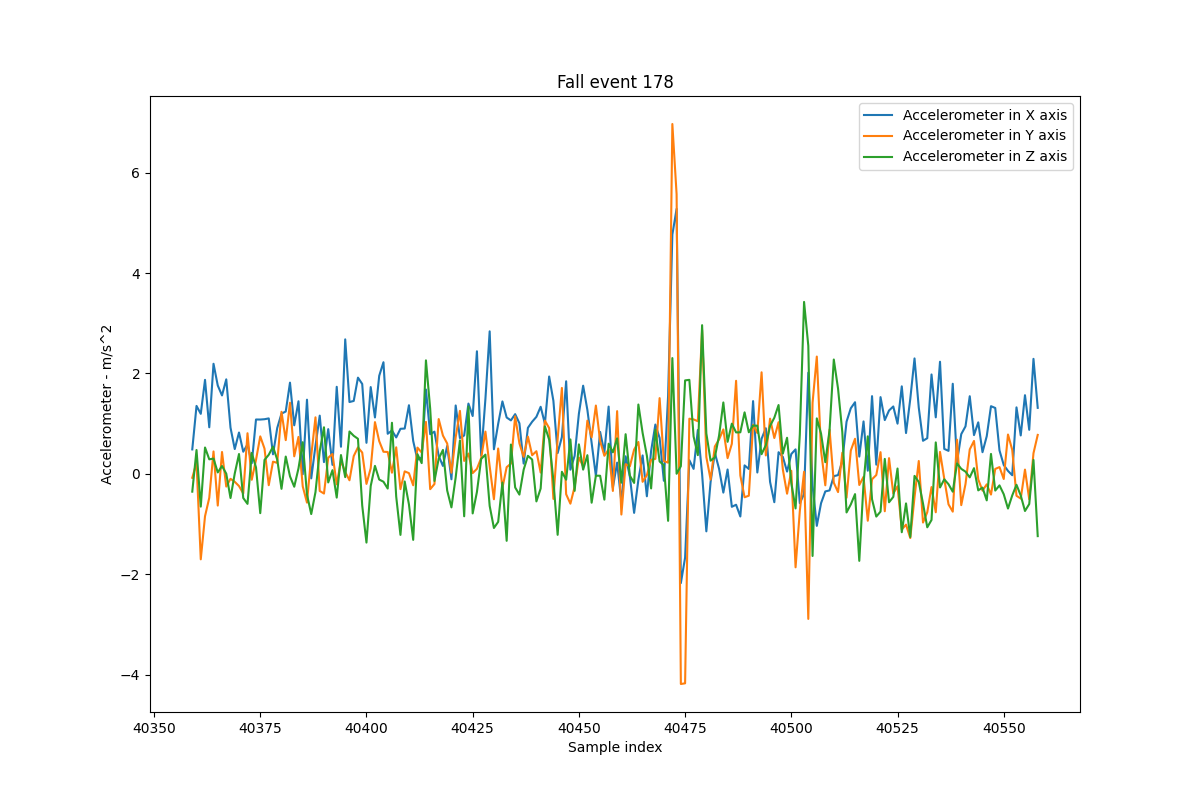 Fall event 178
Accelerometer in X axis
Accelerometer in Y axis
Accelerometer in Z axis
Accelerometer - m/s^2
6
4
2
0
−2
−4
40350 40375 40400 40425 40450 40475 40500 40525 40550
Sample index